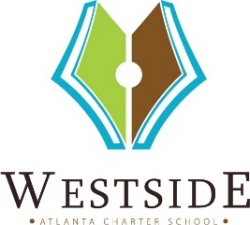 WESTSIDE
• ATLANTA CHARTER SCHOOL •